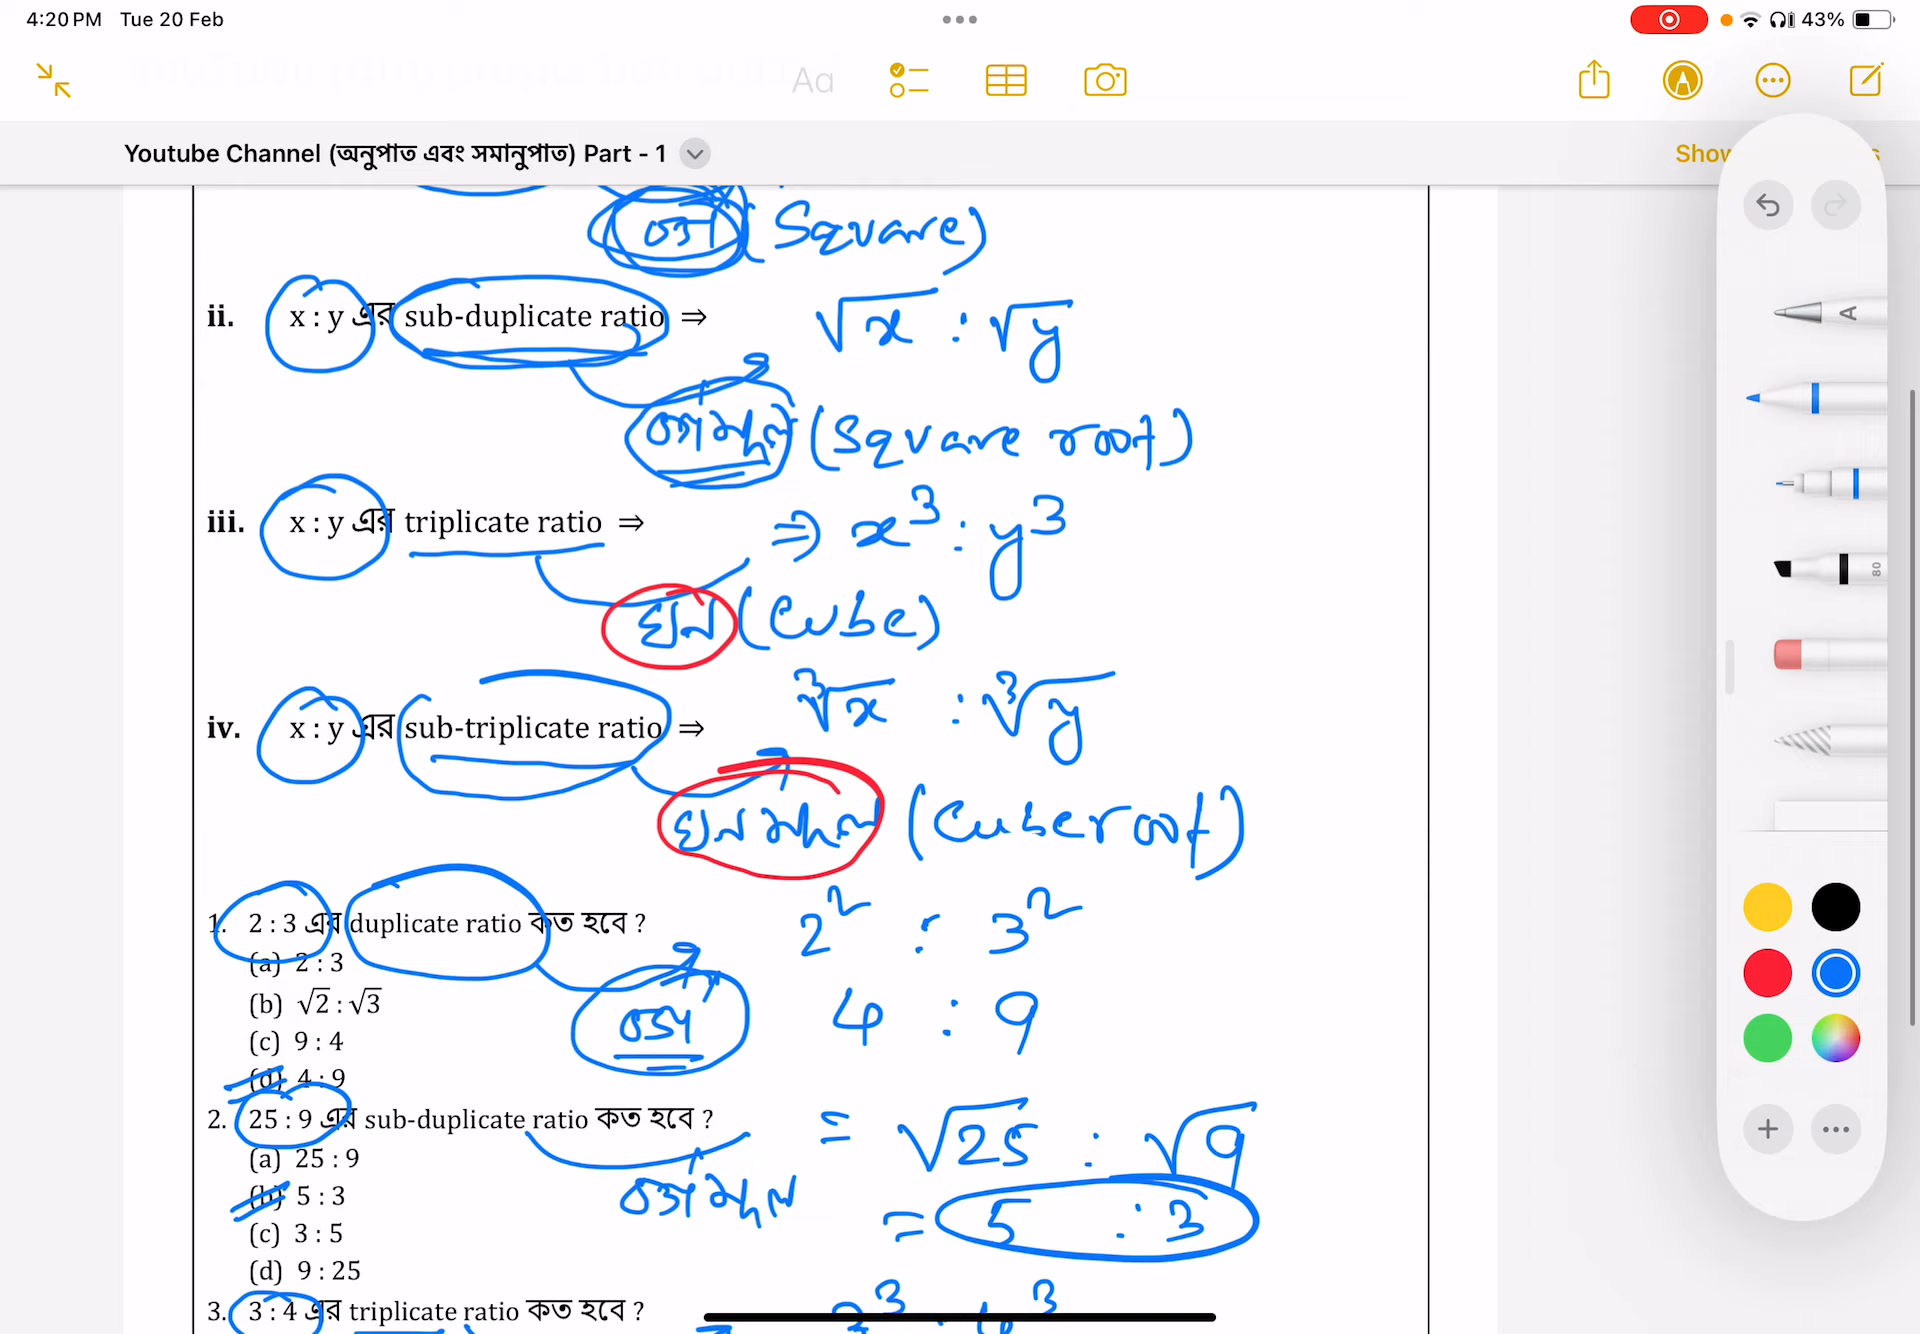 4:20 PM Tue 20 Feb
43%
Aa
Youtube Channel (অনুপাত এবং সমানুপাত) Part - 1
Show
বর্গ (Square)
ii. x : y এর sub-duplicate ratio ⇒ √x : √y
বর্গমূল (Square root)
iii. x : y এর triplicate ratio ⇒ ⇒ x³ : y³
ঘন (Cube)
iv. x : y এর sub-triplicate ratio ⇒ ∛x : ∛y
ঘনমূল (Cube root)
1. 2 : 3 এর duplicate ratio কত হবে ? 2² : 3²
(a) 2 : 3
(b) √2 : √3
বর্গ 4 : 9
(c) 9 : 4
(d) 4 : 9
2. 25 : 9 এর sub-duplicate ratio কত হবে ? = √25 : √9
(a) 25 : 9
(b) 5 : 3
বর্গমূল = 5 : 3
(c) 3 : 5
(d) 9 : 25
3. 3 : 4 এর triplicate ratio কত হবে ?
A
80